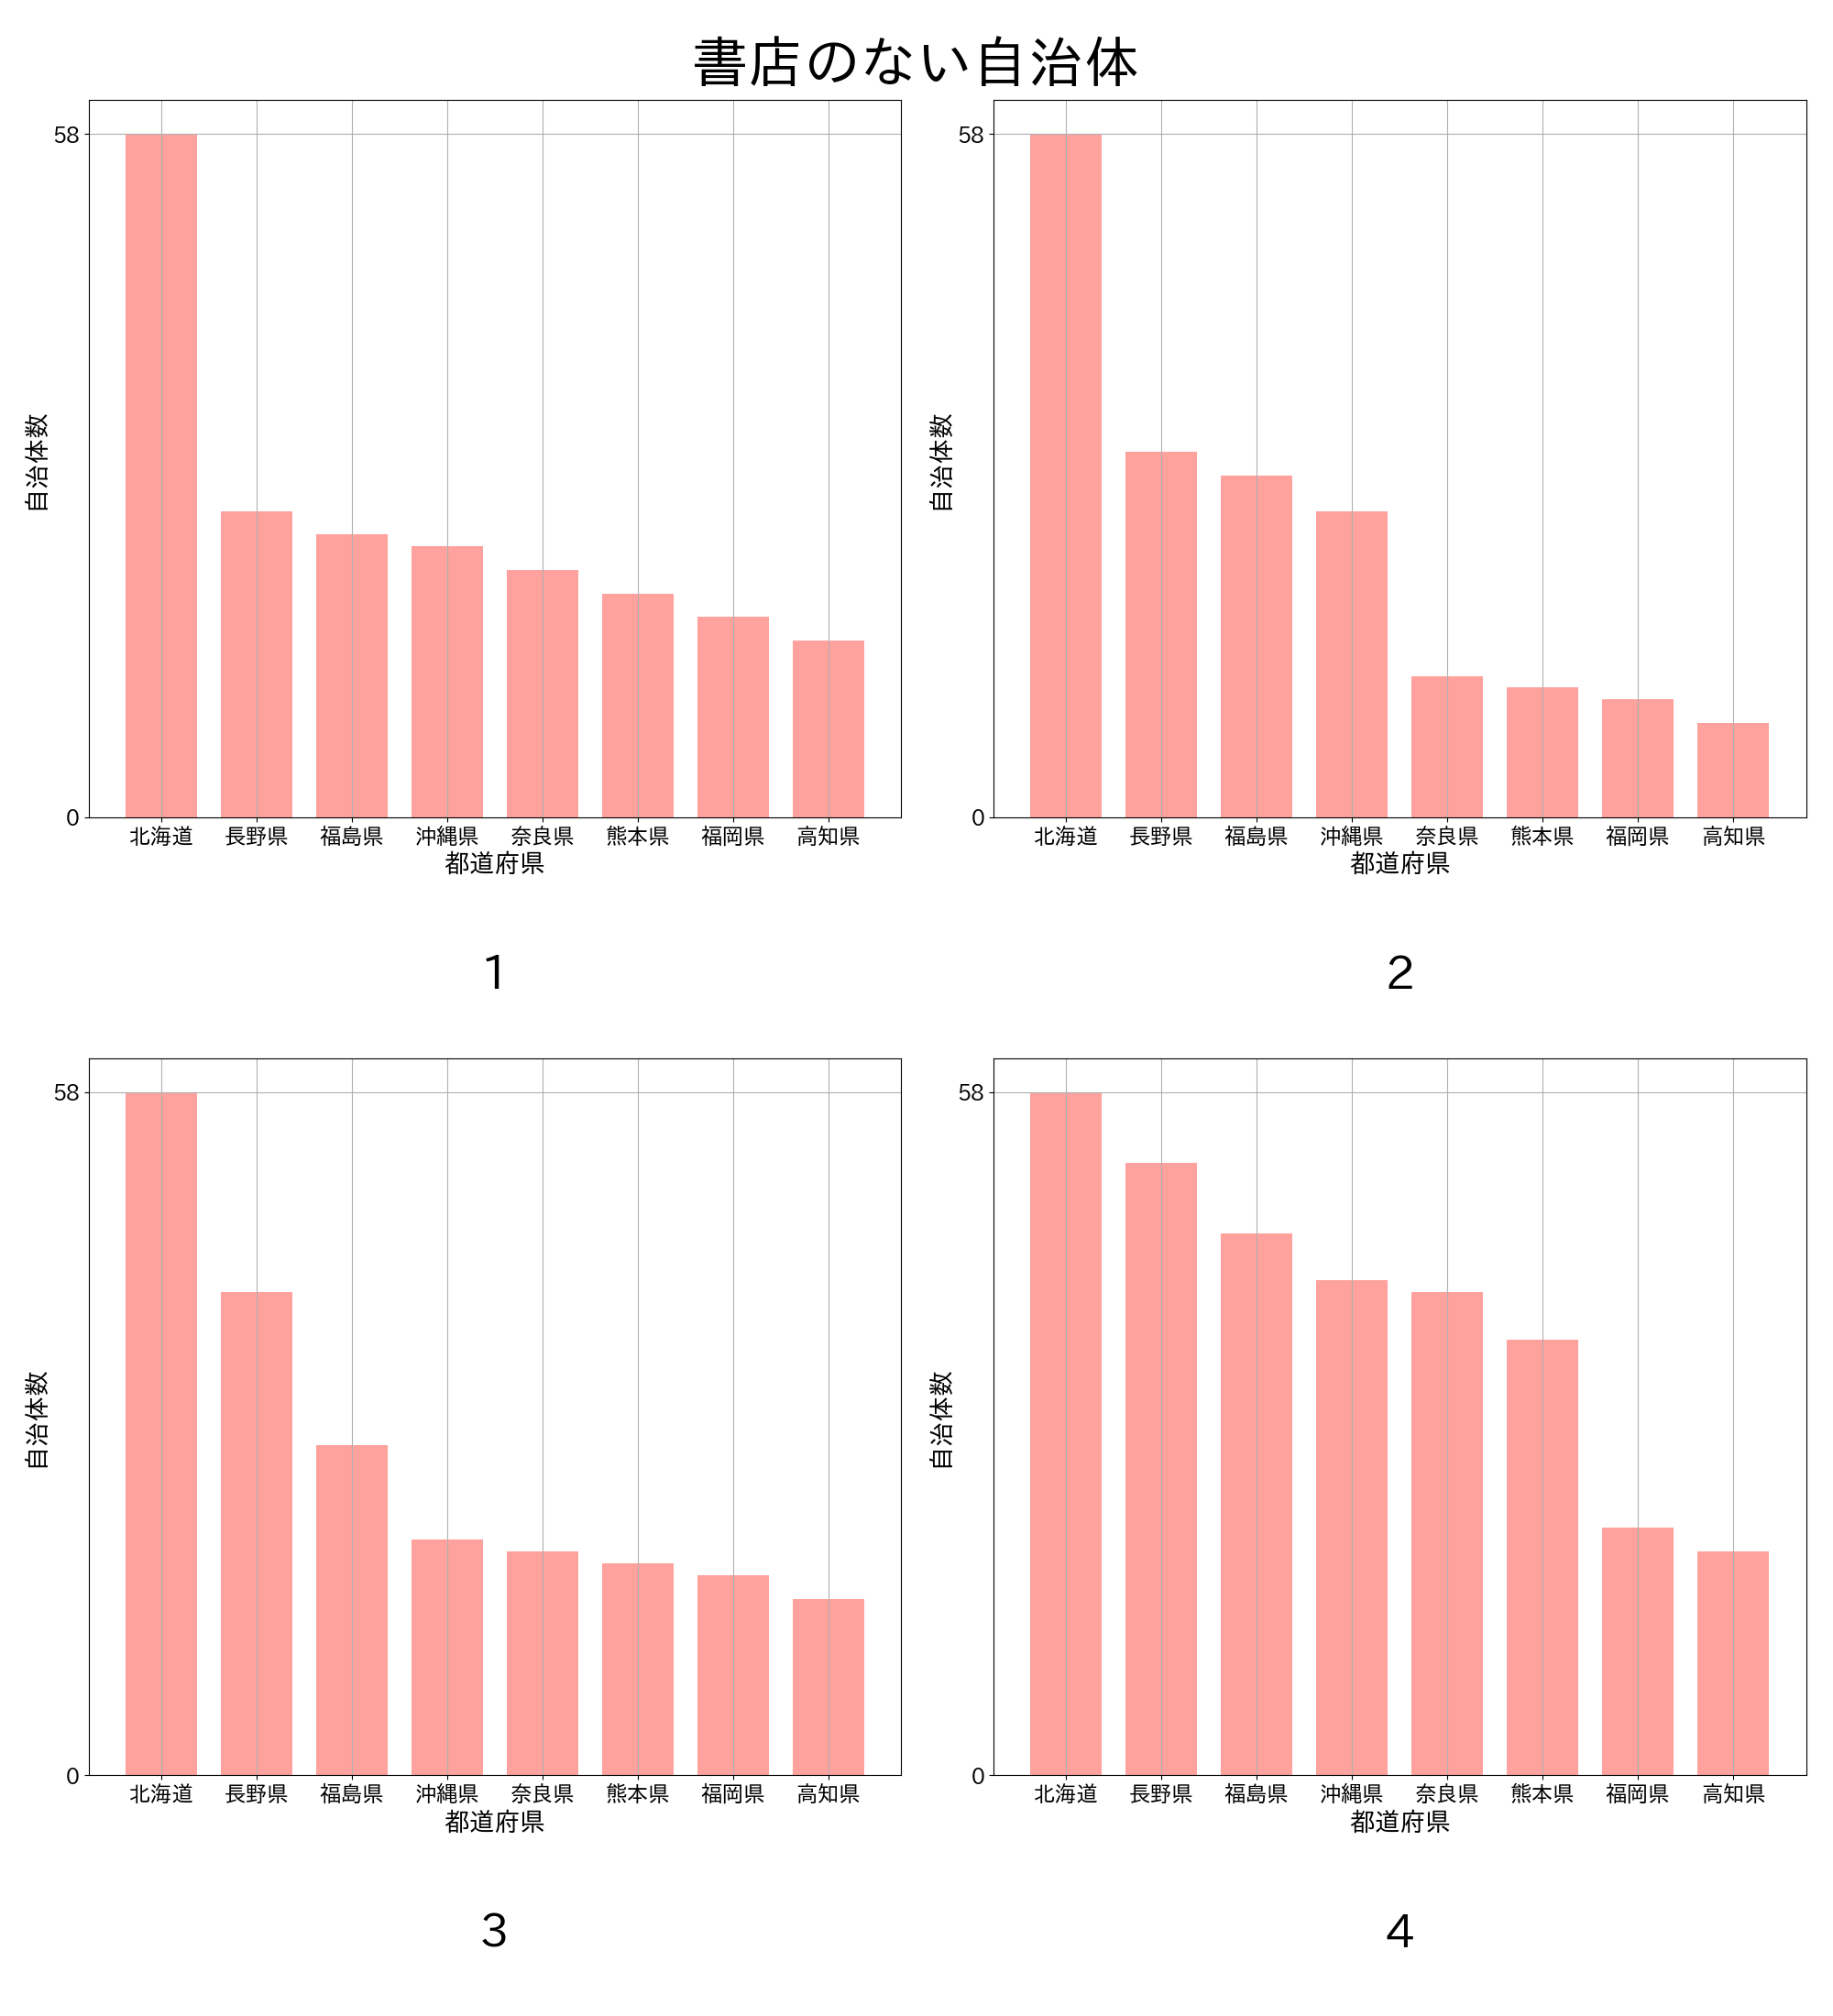 書店のない自治体
58
0
自治体数
北海道 長野県 福島県 沖縄県 奈良県 熊本県 福岡県 高知県
都道府県
1
58
0
自治体数
北海道 長野県 福島県 沖縄県 奈良県 熊本県 福岡県 高知県
都道府県
2
58
0
自治体数
北海道 長野県 福島県 沖縄県 奈良県 熊本県 福岡県 高知県
都道府県
3
58
0
自治体数
北海道 長野県 福島県 沖縄県 奈良県 熊本県 福岡県 高知県
都道府県
4